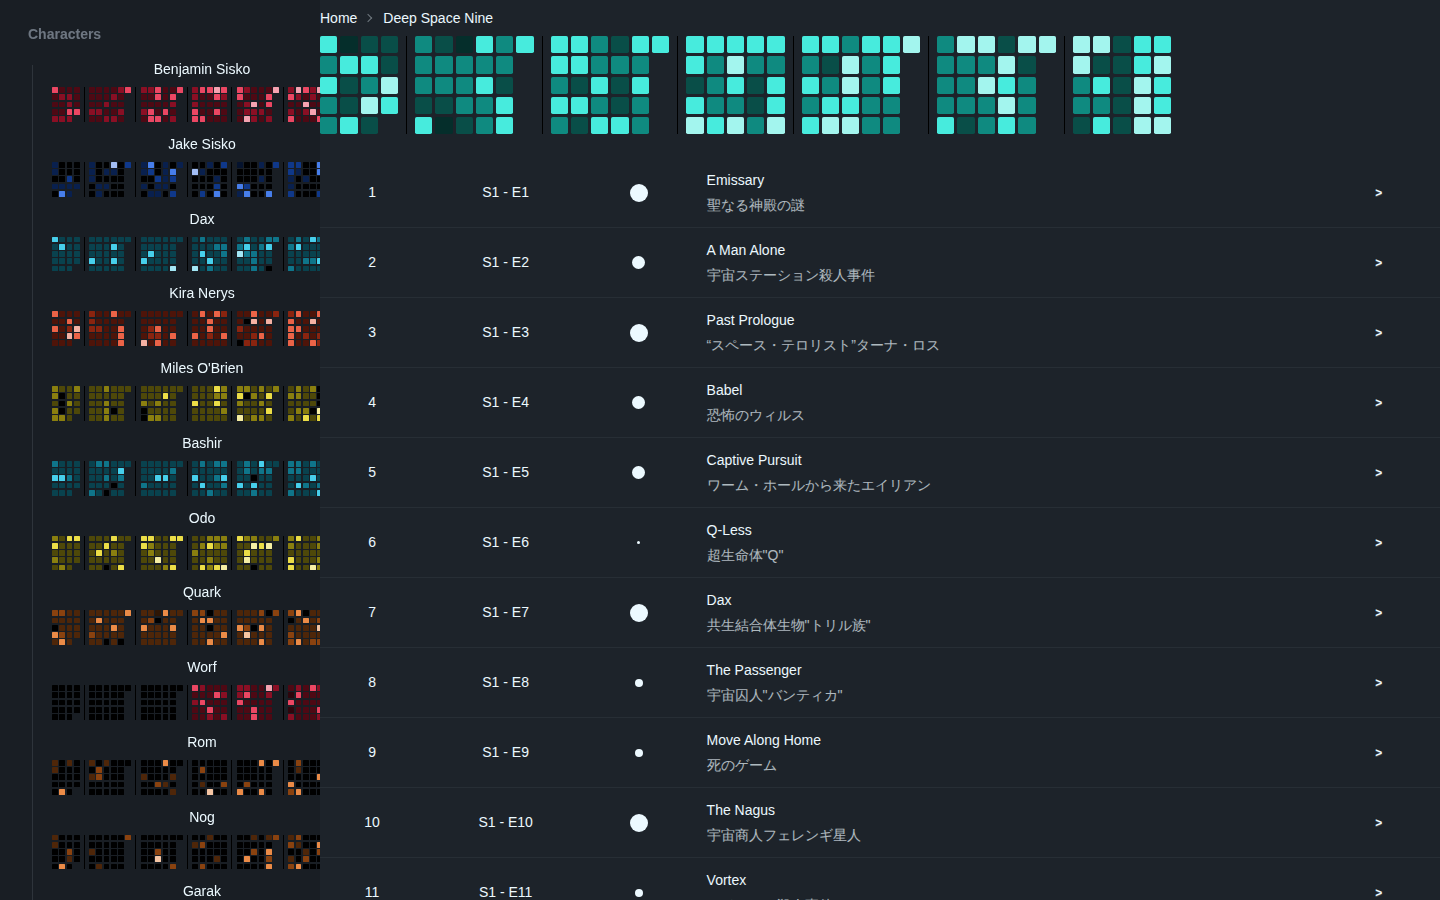 Characters
Benjamin Sisko
Jake Sisko
Dax
Kira Nerys
Miles O'Brien
Bashir
Odo
Quark
Worf
Rom
Nog
Garak
Home > Deep Space Nine
1 S1 - E1 Emissary >
聖なる神殿の謎
2 S1 - E2 A Man Alone >
宇宙ステーション殺人事件
3 S1 - E3 Past Prologue >
“スペース・テロリスト”ターナ・ロス
4 S1 - E4 Babel >
恐怖のウィルス
5 S1 - E5 Captive Pursuit >
ワーム・ホールから来たエイリアン
6 S1 - E6 Q-Less >
超生命体"Q"
7 S1 - E7 Dax >
共生結合体生物"トリル族"
8 S1 - E8 The Passenger >
宇宙囚人"バンティカ"
9 S1 - E9 Move Along Home >
死のゲーム
10 S1 - E10 The Nagus >
宇宙商人フェレンギ星人
11 S1 - E11 Vortex >